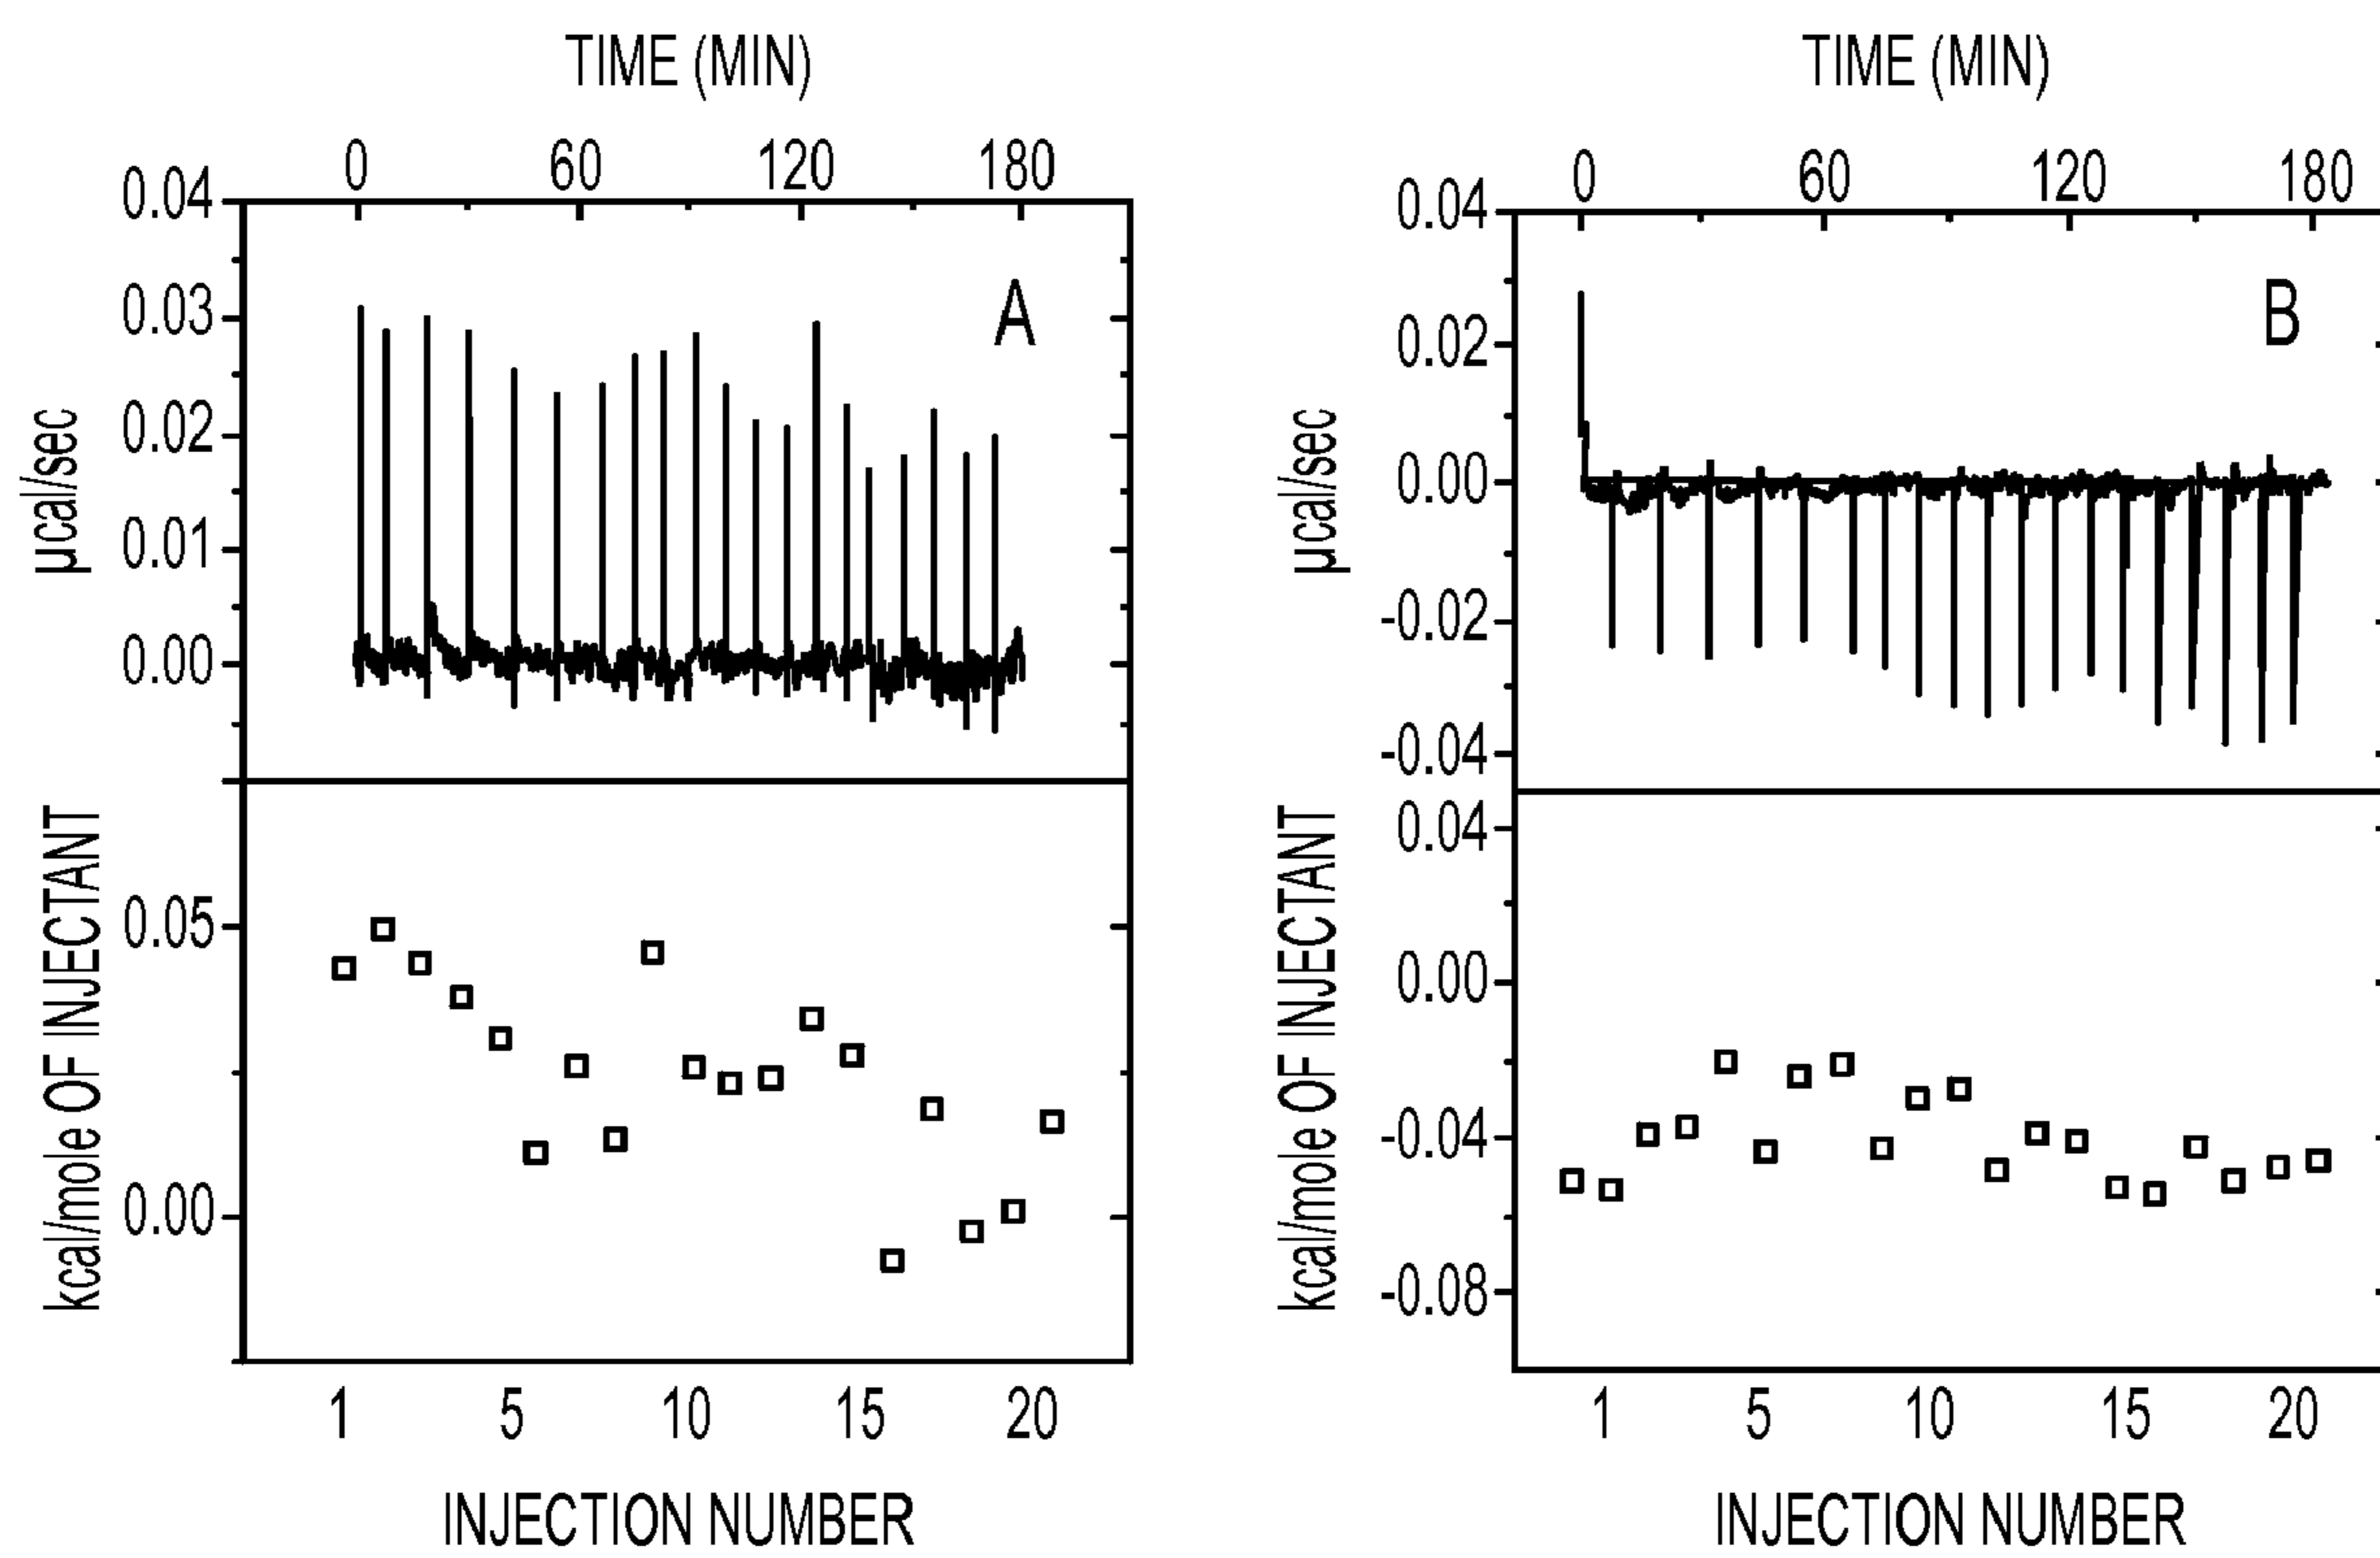 TIME (MIN)
0 60 120 180
0.04
0.03
0.02
0.01
0.00
µcal/sec
A
kcal/mole OF INJECTANT
0.05
0.00
1 5 10 15 20
INJECTION NUMBER
TIME (MIN)
0 60 120 180
0.04
0.02
0.00
-0.02
-0.04
µcal/sec
B
kcal/mole OF INJECTANT
0.04
0.00
-0.04
-0.08
1 5 10 15 20
INJECTION NUMBER